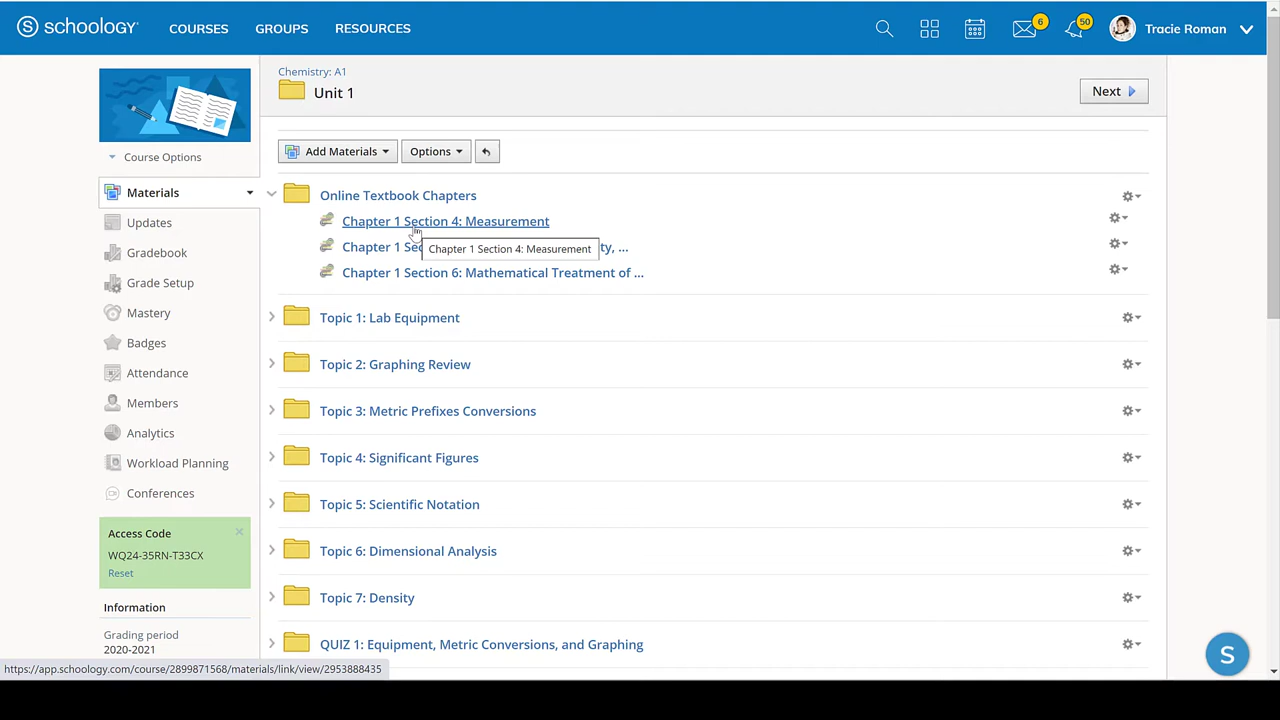 schoology®
COURSES
GROUPS
RESOURCES
6
50
Tracie Roman
Course Options
Materials
Updates
Gradebook
Grade Setup
Mastery
Badges
Attendance
Members
Analytics
Workload Planning
Conferences
Access Code
WQ24-35RN-T33CX
Reset
Information
Grading period
2020-2021
Chemistry: A1
Unit 1
Next
Add Materials
Options
Online Textbook Chapters
Chapter 1 Section 4: Measurement
Chapter 1 Sec
ty, ...
Chapter 1 Section 4: Measurement
Chapter 1 Section 6: Mathematical Treatment of ...
Topic 1: Lab Equipment
Topic 2: Graphing Review
Topic 3: Metric Prefixes Conversions
Topic 4: Significant Figures
Topic 5: Scientific Notation
Topic 6: Dimensional Analysis
Topic 7: Density
QUIZ 1: Equipment, Metric Conversions, and Graphing
S
https://app.schoology.com/course/2899871568/materials/link/view/2953888435